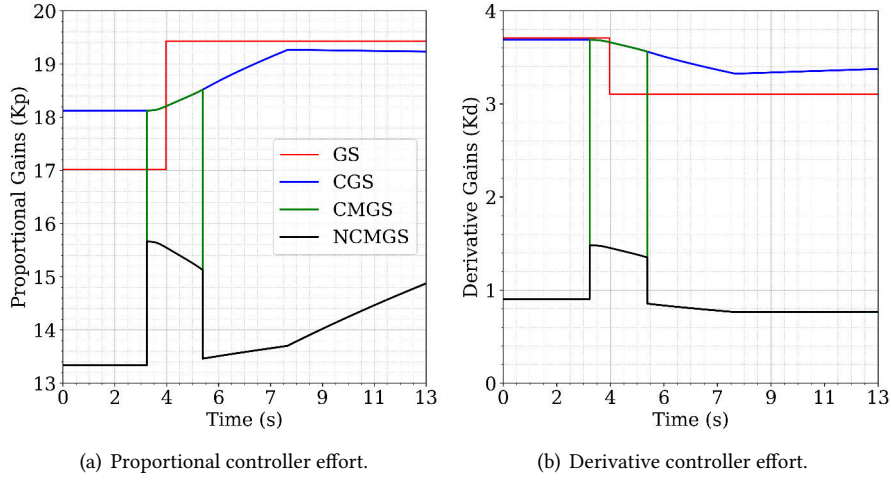 20
19
18
17
16
15
14
13
Proportional Gains (Kp)
GS
CGS
CMGS
NCMGS
0 2 4 6 7 9 11 13
Time (s)
(a) Proportional controller effort.
4
3
2
1
0
Derivative Gains (Kd)
0 2 4 6 7 9 11 13
Time (s)
(b) Derivative controller effort.